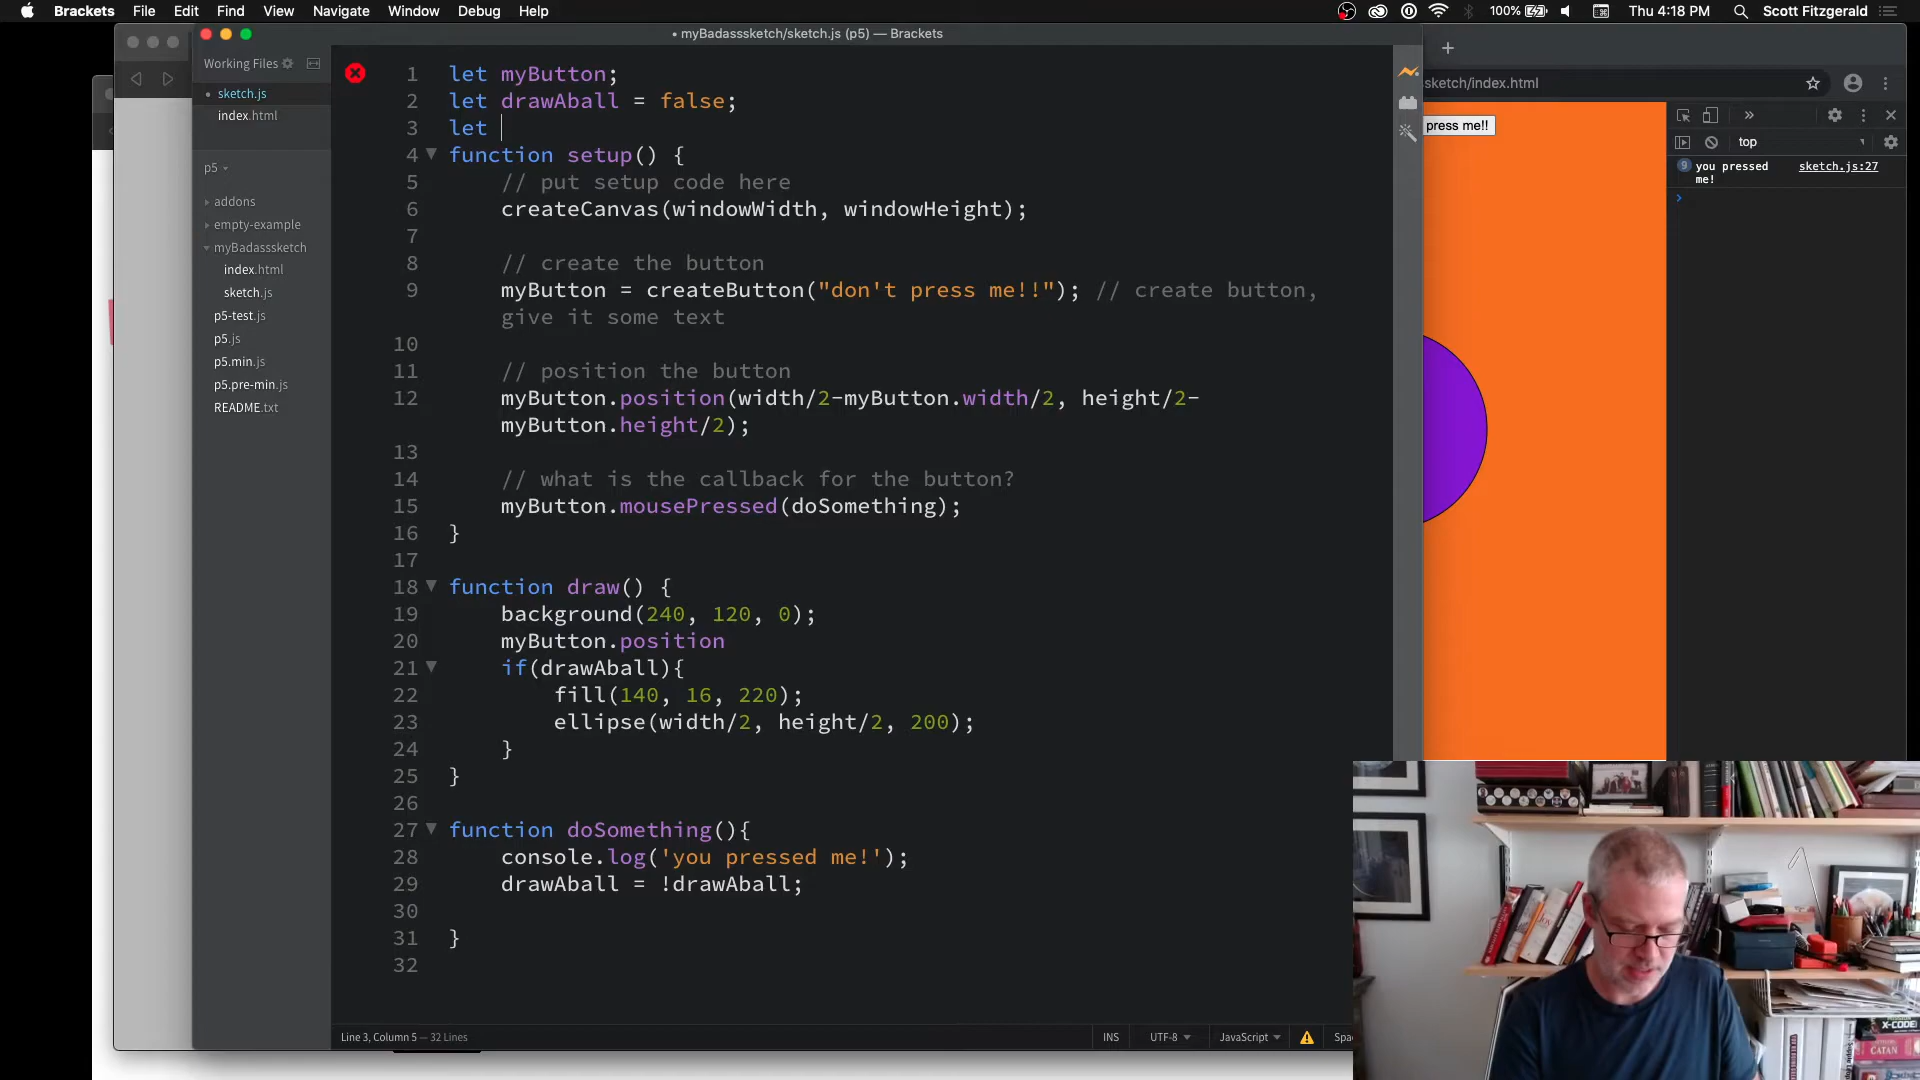 Brackets File Edit Find View Navigate Window Debug Help
100% Thu 4:18 PM Scott Fitzgerald
• myBadasssketch/sketch.js (p5) — Brackets
Working Files
sketch.js
index.html
p5
addons
empty-example
myBadasssketch
index.html
sketch.js
p5-test.js
p5.js
p5.min.js
p5.pre-min.js
README.txt
1 let myButton;
2 let drawAball = false;
3 let
4 function setup() {
5 // put setup code here
6 createCanvas(windowWidth, windowHeight);
7
8 // create the button
9 myButton = createButton("don't press me!!"); // create button,
give it some text
10
11 // position the button
12 myButton.position(width/2-myButton.width/2, height/2-
myButton.height/2);
13
14 // what is the callback for the button?
15 myButton.mousePressed(doSomething);
16 }
17
18 function draw() {
19 background(240, 120, 0);
20 myButton.position
21 if(drawAball){
22 fill(140, 16, 220);
23 ellipse(width/2, height/2, 200);
24 }
25 }
26
27 function doSomething(){
28 console.log('you pressed me!');
29 drawAball = !drawAball;
30
31 }
32
Line 3, Column 5 — 32 Lines
INS UTF-8 JavaScript Spac
sketch/index.html
press me!!
top
9 you pressed sketch.js:27
me!
X-CODE
CATAN